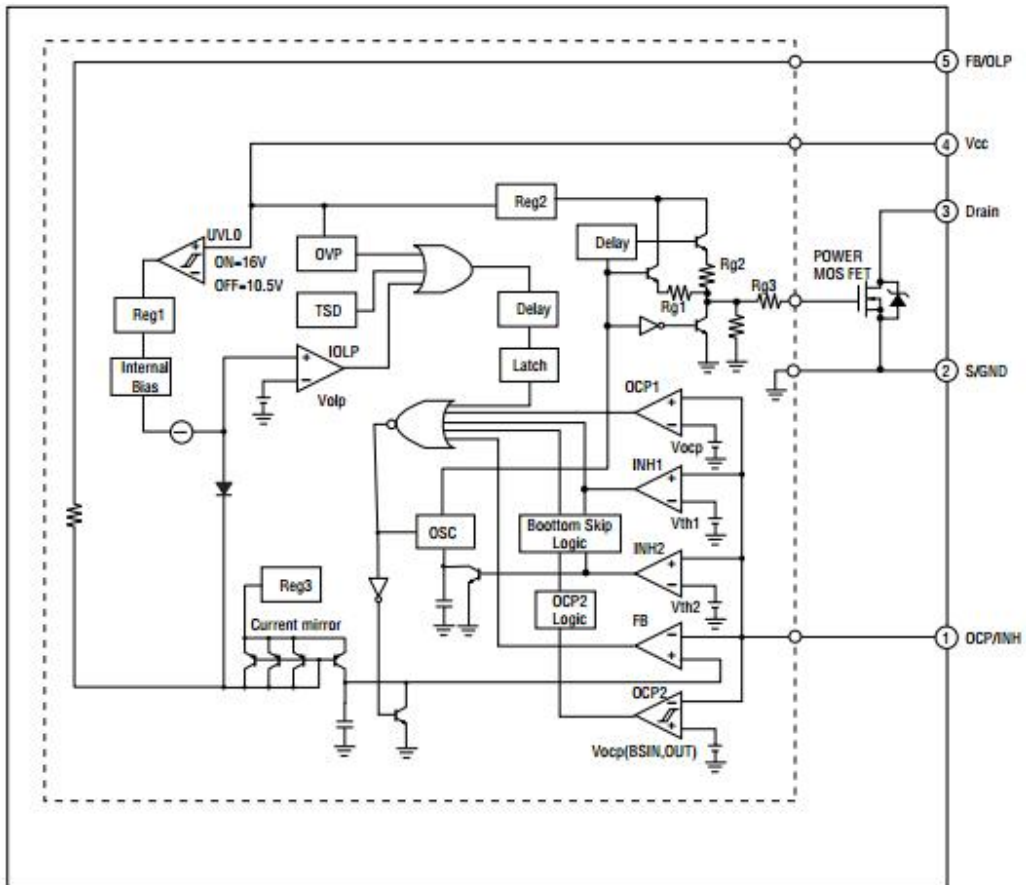 5 FB/OLP
4 Vcc
Reg2
3 Drain
UVLO
ON=16V
OFF=10.5V
OVP
Delay
POWER
MOS FET
Rg2
Rg3
Rg1
TSD
Delay
Reg1
IOLP
Latch
Internal
Bias
Volp
2 S/GND
OCP1
Vocp
INH1
Vth1
OSC
Boottom Skip
Logic
INH2
Vth2
Reg3
OCP2
Logic
FB
Current mirror
1 OCP/INH
OCP2
Vocp(BSIN,OUT)